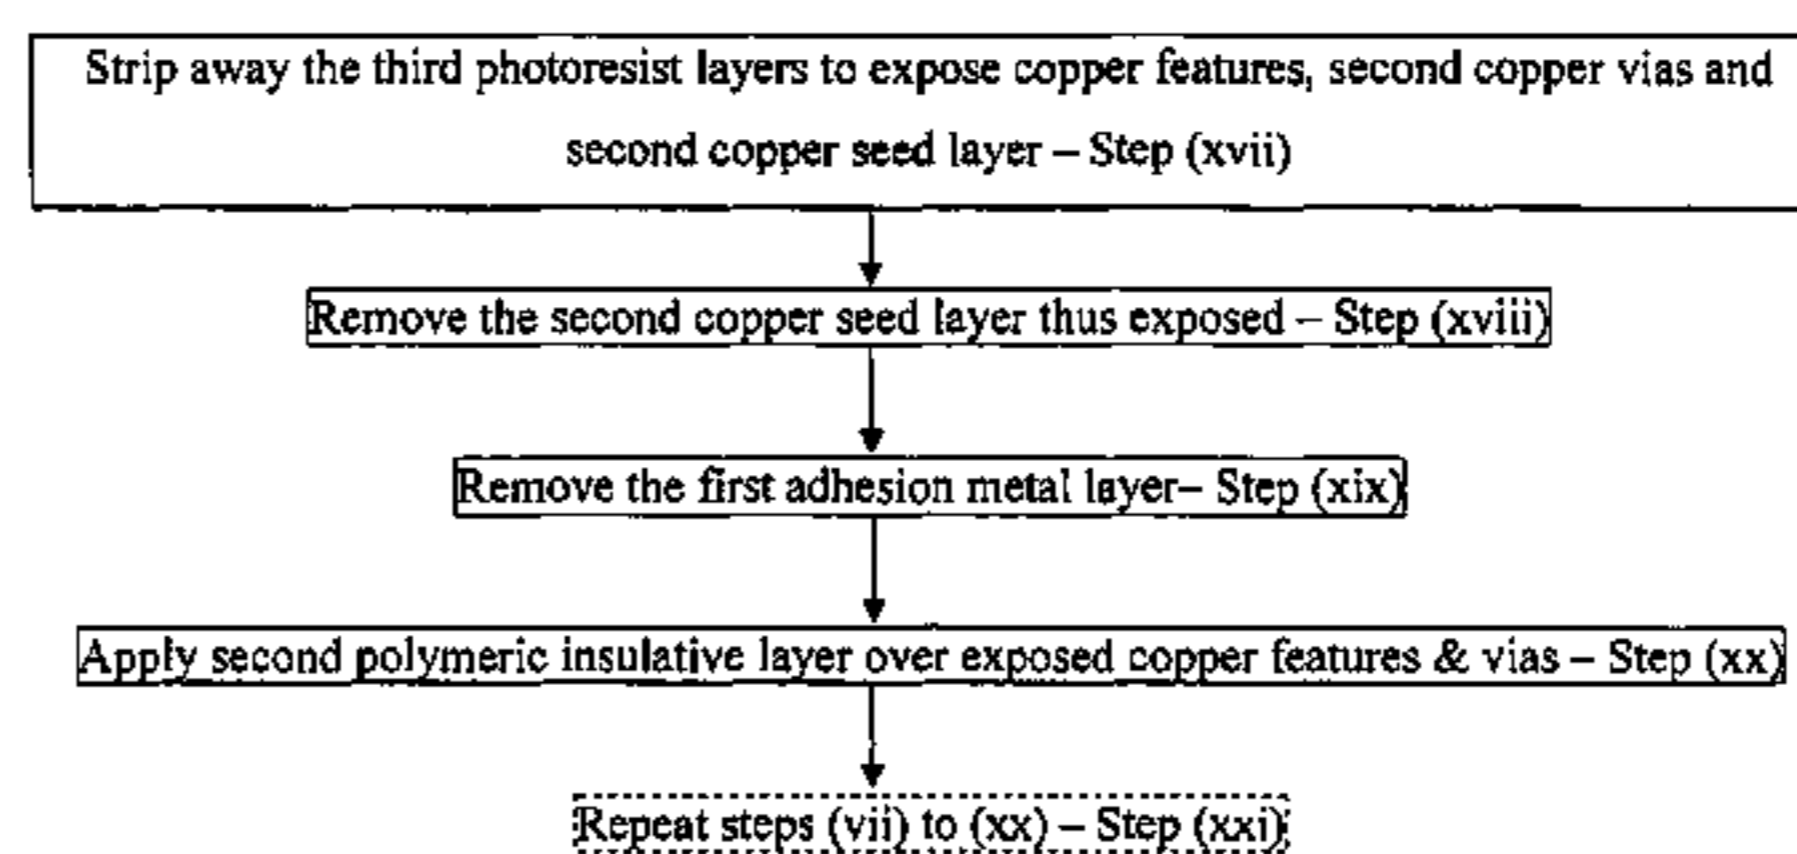 Strip away the third photoresist layers to expose copper features, second copper vias and
second copper seed layer – Step (xvii)
Remove the second copper seed layer thus exposed – Step (xviii)
Remove the first adhesion metal layer– Step (xix)
Apply second polymeric insulative layer over exposed copper features & vias – Step (xx)
Repeat steps (vii) to (xx) – Step (xxi)